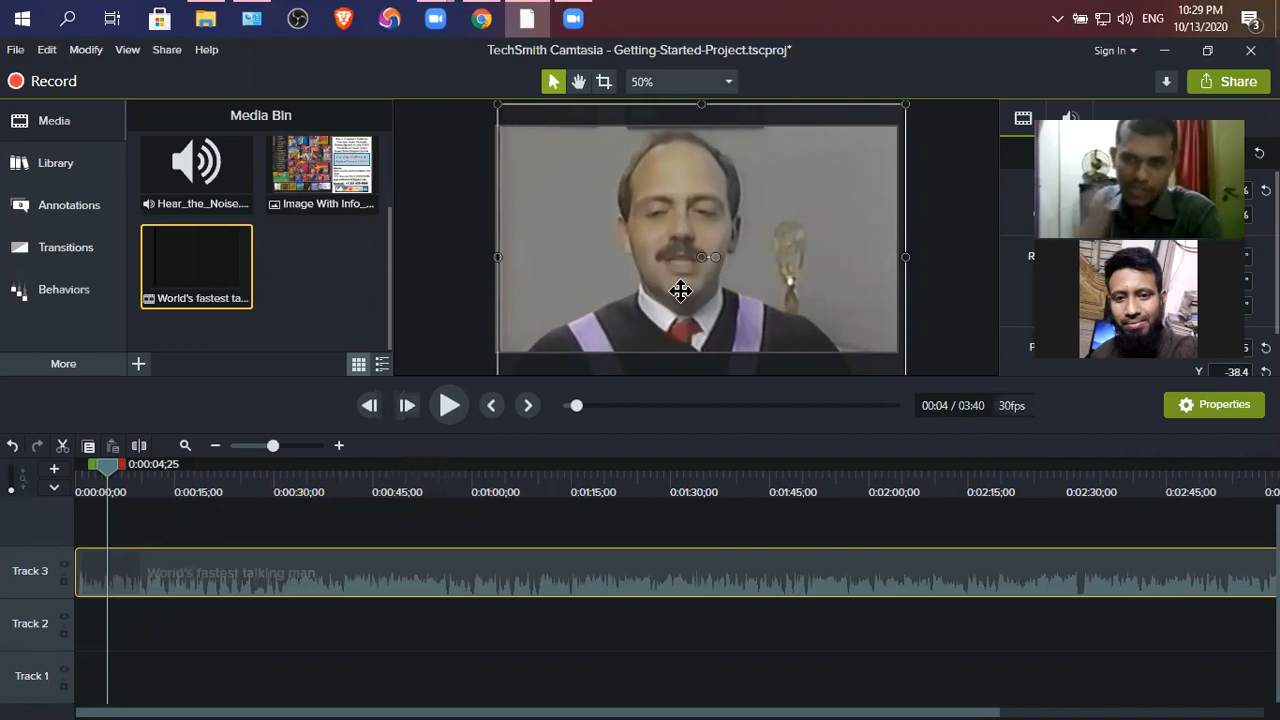 ENG
10:29 PM
10/13/2020
3
File Edit Modify View Share Help
TechSmith Camtasia - Getting-Started-Project.tscproj*
Sign In
Record
50%
Share
Media
Media Bin
Library
Hear_the_Noise,...
Image With Info_...
Annotations
Transitions
Behaviors
World's fastest ta...
More
Y -38.4
00:04 / 03:40 30fps
Properties
0:00:04;25
0:00:00;00 0:00:15;00 0:00:30;00 0:00:45;00 0:01:00;00 0:01:15;00 0:01:30;00 0:01:45;00 0:02:00;00 0:02:15;00 0:02:30;00 0:02:45;00
Track 3
World's fastest talking man
Track 2
Track 1